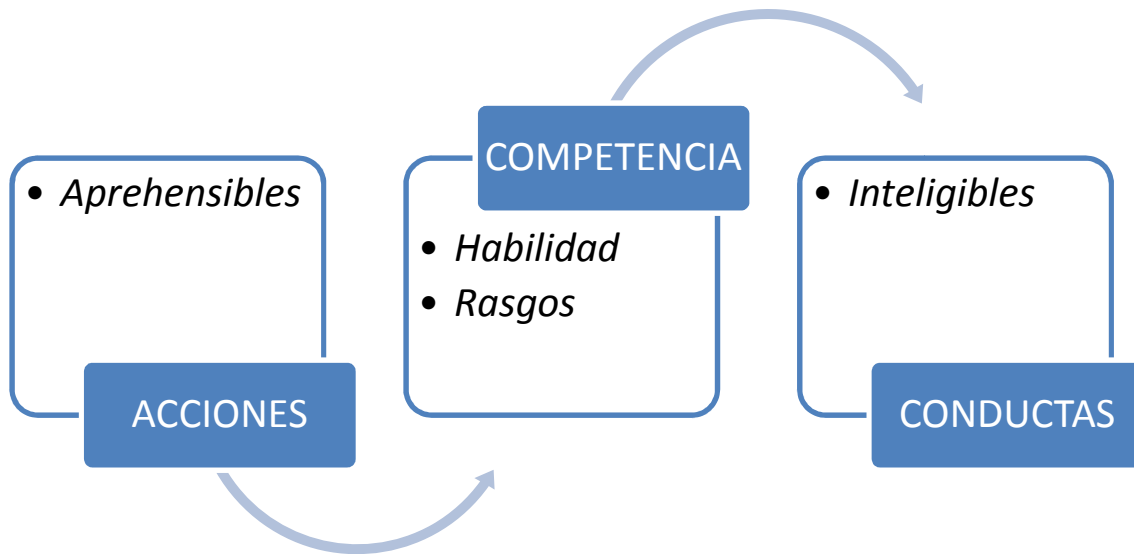 • Aprehensibles
ACCIONES
COMPETENCIA
• Habilidad
• Rasgos
• Inteligibles
CONDUCTAS